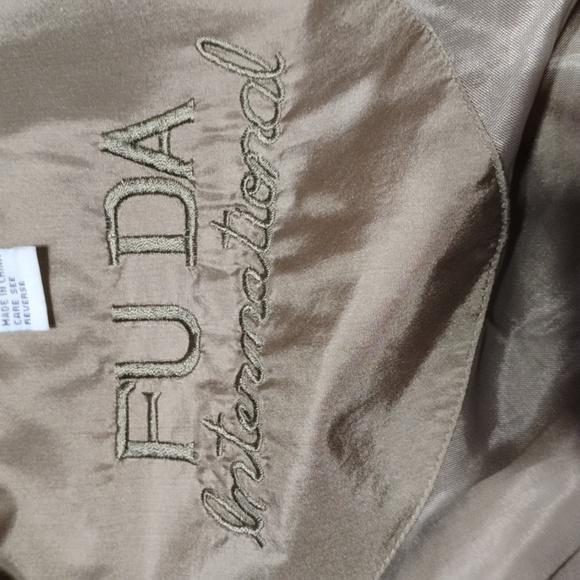 FU DA
International
MADE IN CHINA
CARE SEE
REVERSE